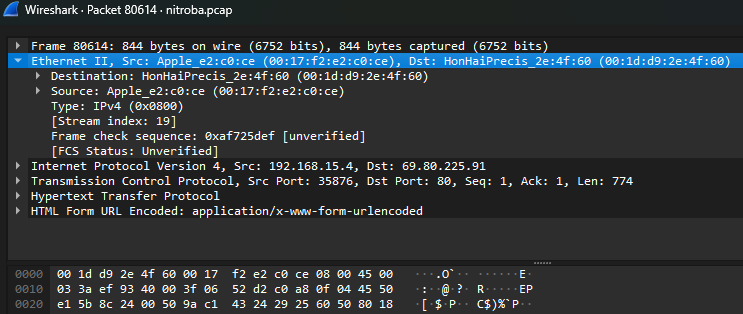 Wireshark · Packet 80614 · nitroba.pcap
Frame 80614: 844 bytes on wire (6752 bits), 844 bytes captured (6752 bits)
Ethernet II, Src: Apple_e2:c0:ce (00:17:f2:e2:c0:ce), Dst: HonHaiPrecis_2e:4f:60 (00:1d:d9:2e:4f:60)
Destination: HonHaiPrecis_2e:4f:60 (00:1d:d9:2e:4f:60)
Source: Apple_e2:c0:ce (00:17:f2:e2:c0:ce)
Type: IPv4 (0x0800)
[Stream index: 19]
Frame check sequence: 0xaf725def [unverified]
[FCS Status: Unverified]
Internet Protocol Version 4, Src: 192.168.15.4, Dst: 69.80.225.91
Transmission Control Protocol, Src Port: 35876, Dst Port: 80, Seq: 1, Ack: 1, Len: 774
Hypertext Transfer Protocol
HTML Form URL Encoded: application/x-www-form-urlencoded
0000 00 1d d9 2e 4f 60 00 17 f2 e2 c0 ce 08 00 45 00 ···.O`·· ······E·
0010 03 3a ef 93 40 00 3f 06 52 d2 c0 a8 0f 04 45 50 ·:··@·?· R·····EP
0020 e1 5b 8c 24 00 50 9a c1 43 24 29 25 60 50 80 18 ·[·$·P·· C$)%`P··